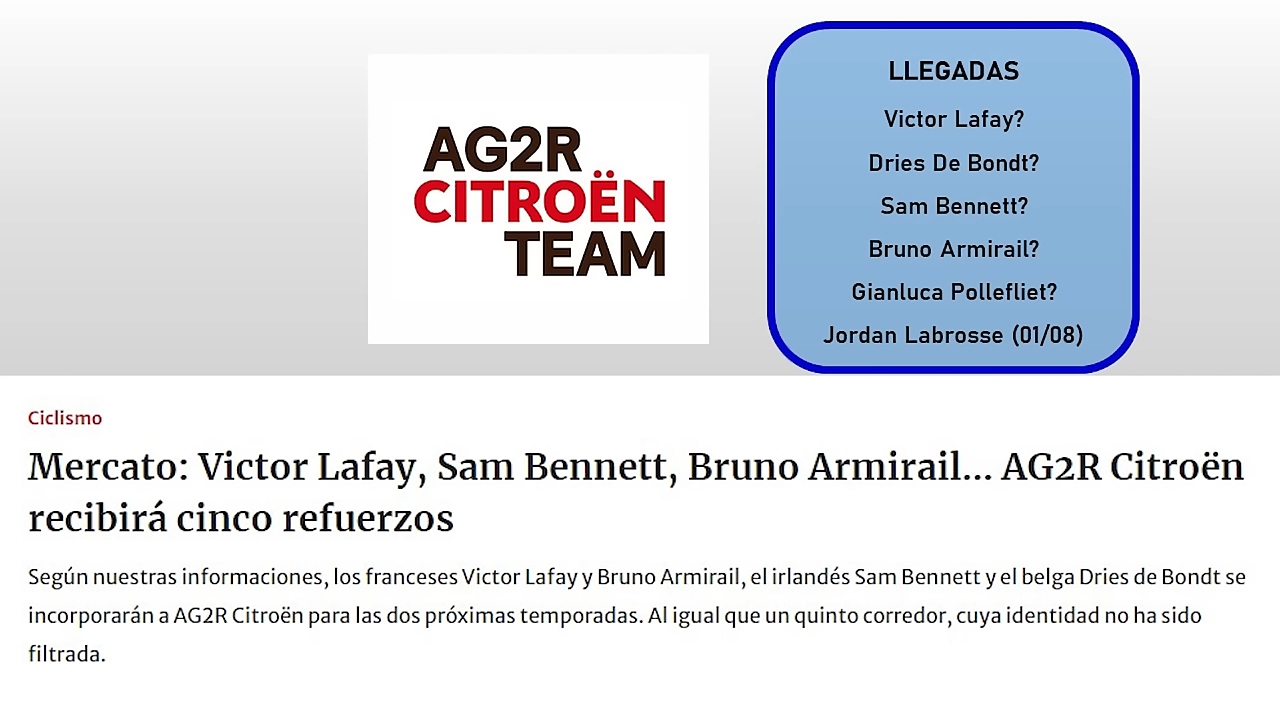 AG2R
CITROËN
TEAM
LLEGADAS
Victor Lafay?
Dries De Bondt?
Sam Bennett?
Bruno Armirail?
Gianluca Pollefliet?
Jordan Labrosse (01/08)
Ciclismo
Mercato: Victor Lafay, Sam Bennett, Bruno Armirail... AG2R Citroën
recibirá cinco refuerzos
Según nuestras informaciones, los franceses Victor Lafay y Bruno Armirail, el irlandés Sam Bennett y el belga Dries de Bondt se
incorporarán a AG2R Citroën para las dos próximas temporadas. Al igual que un quinto corredor, cuya identidad no ha sido
filtrada.